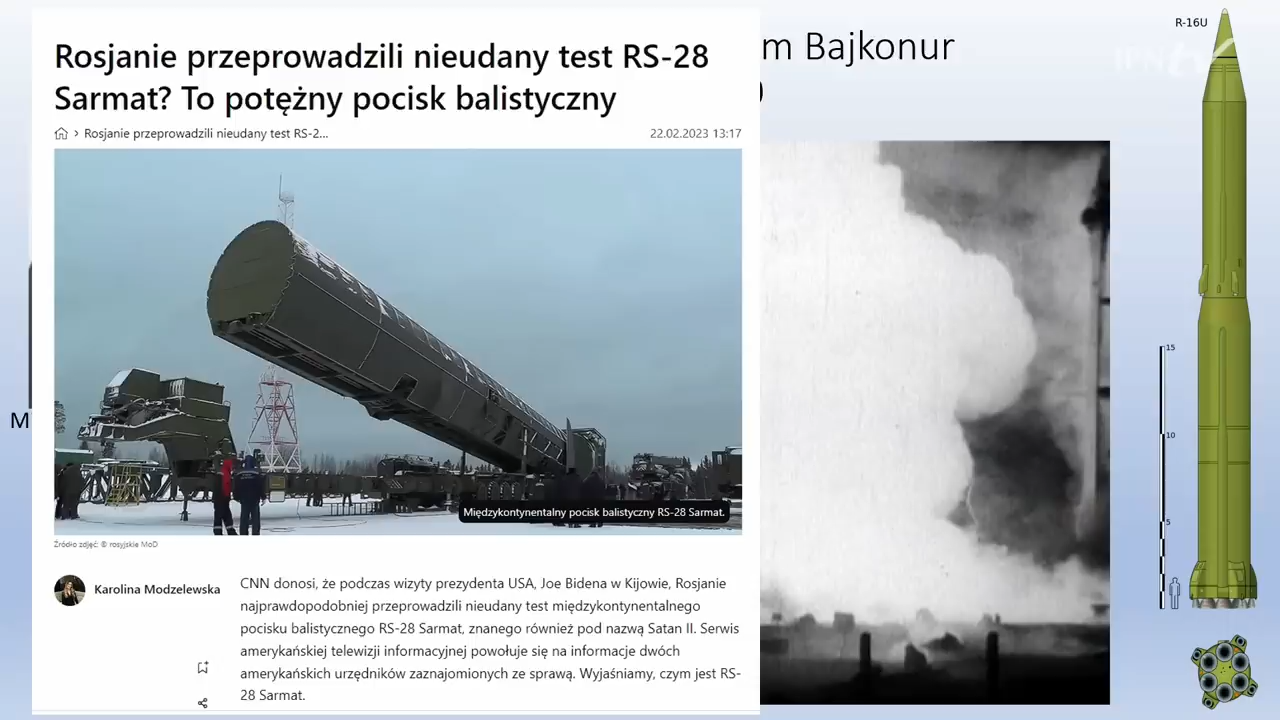 Rosjanie przeprowadzili nieudany test RS-28
Sarmat? To potężny pocisk balistyczny
Rosjanie przeprowadzili nieudany test RS-2...
22.02.2023 13:17
Międzykontynentalny pocisk balistyczny RS-28 Sarmat.
Źródło zdjęć: © rosyjskie MoD
Karolina Modzelewska
CNN donosi, że podczas wizyty prezydenta USA, Joe Bidena w Kijowie, Rosjanie
najprawdopodobniej przeprowadzili nieudany test międzykontynentalnego
pocisku balistycznego RS-28 Sarmat, znanego również pod nazwą Satan II. Serwis
amerykańskiej telewizji informacyjnej powołuje się na informacje dwóch
amerykańskich urzędników zaznajomionych ze sprawą. Wyjaśniamy, czym jest RS-
28 Sarmat.
m Bajkonur
)
M
R-16U
IPNtv
15
10
5